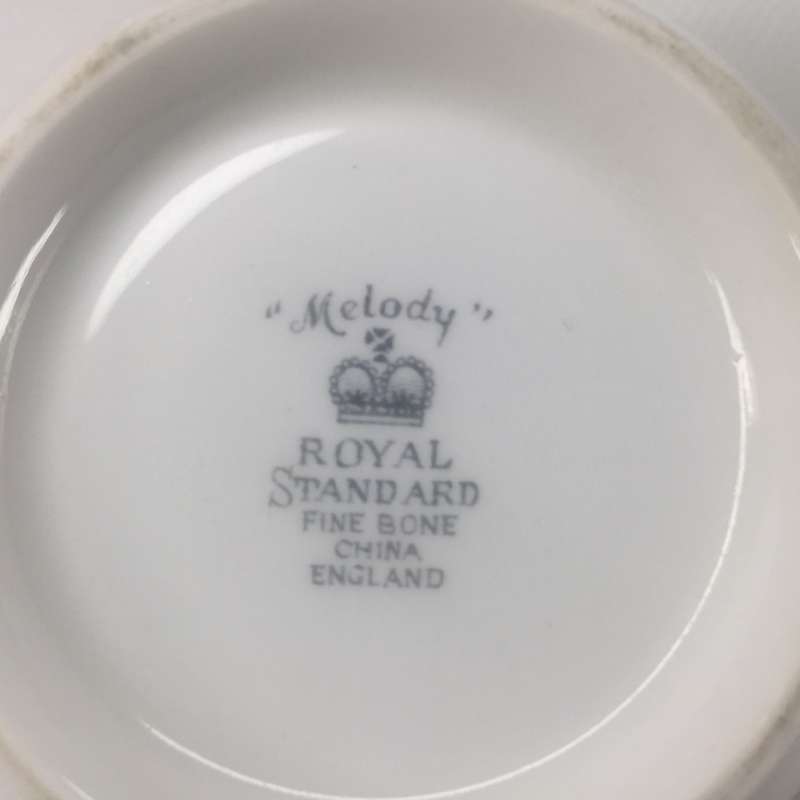 "Melody"
ROYAL
STANDARD
FINE BONE
CHINA
ENGLAND